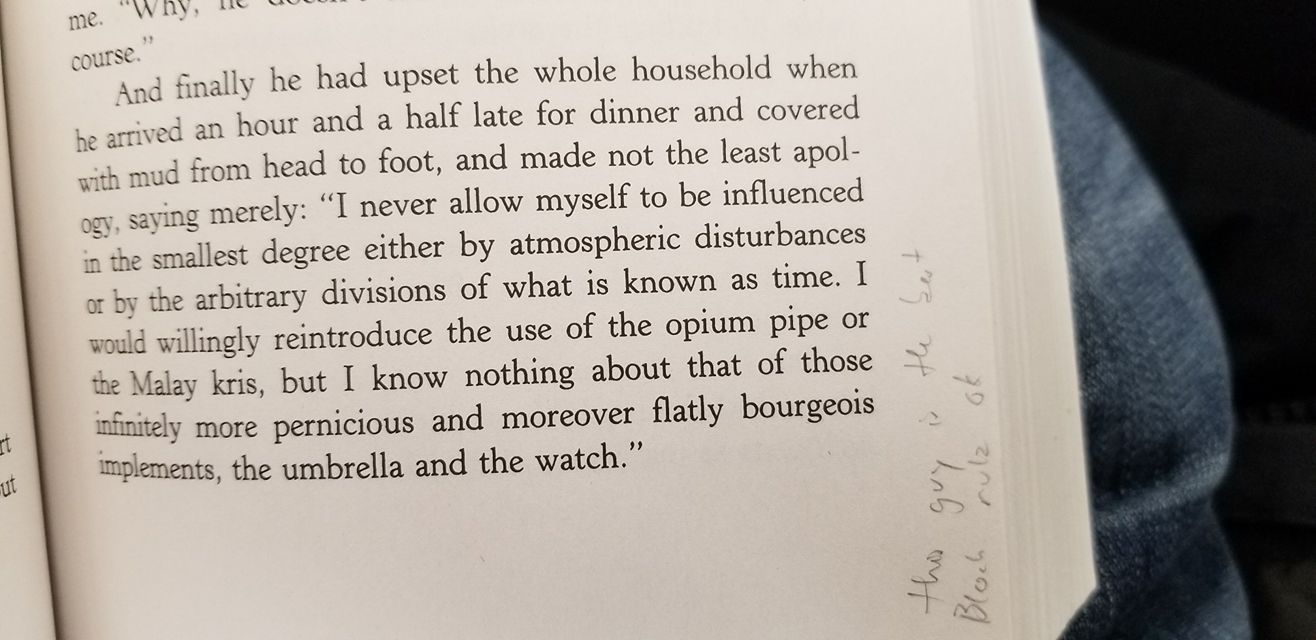 me. "Why, he doesn't
course."
And finally he had upset the whole household when
he arrived an hour and a half late for dinner and covered
with mud from head to foot, and made not the least apol-
ogy, saying merely: "I never allow myself to be influenced
in the smallest degree either by atmospheric disturbances
or by the arbitrary divisions of what is known as time. I
would willingly reintroduce the use of the opium pipe or
the Malay kris, but I know nothing about that of those
infinitely more pernicious and moreover flatly bourgeois
implements, the umbrella and the watch."
rt
ut
this guy is the best
Bloch rulz ok